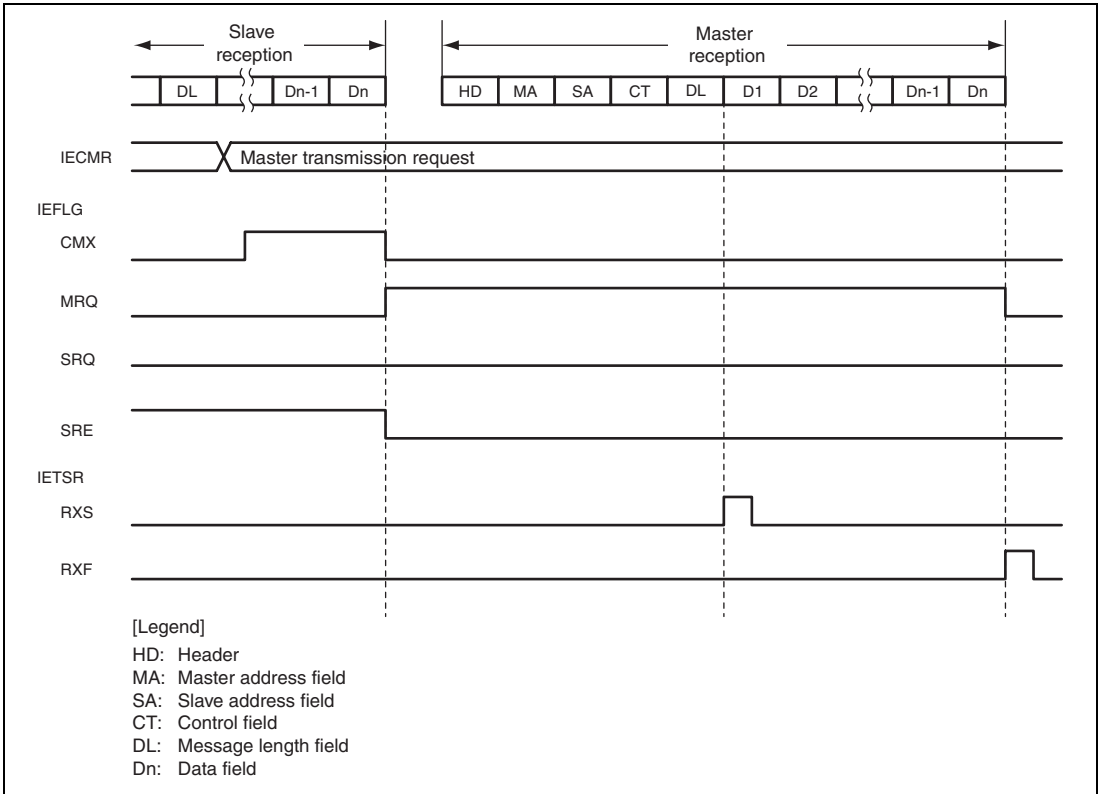 Slave reception
Master reception
DL Dn-1 Dn HD MA SA CT DL D1 D2 Dn-1 Dn
IECMR Master transmission request
IEFLG
CMX
MRQ
SRQ
SRE
IETSR
RXS
RXF
[Legend]
HD: Header
MA: Master address field
SA: Slave address field
CT: Control field
DL: Message length field
Dn: Data field